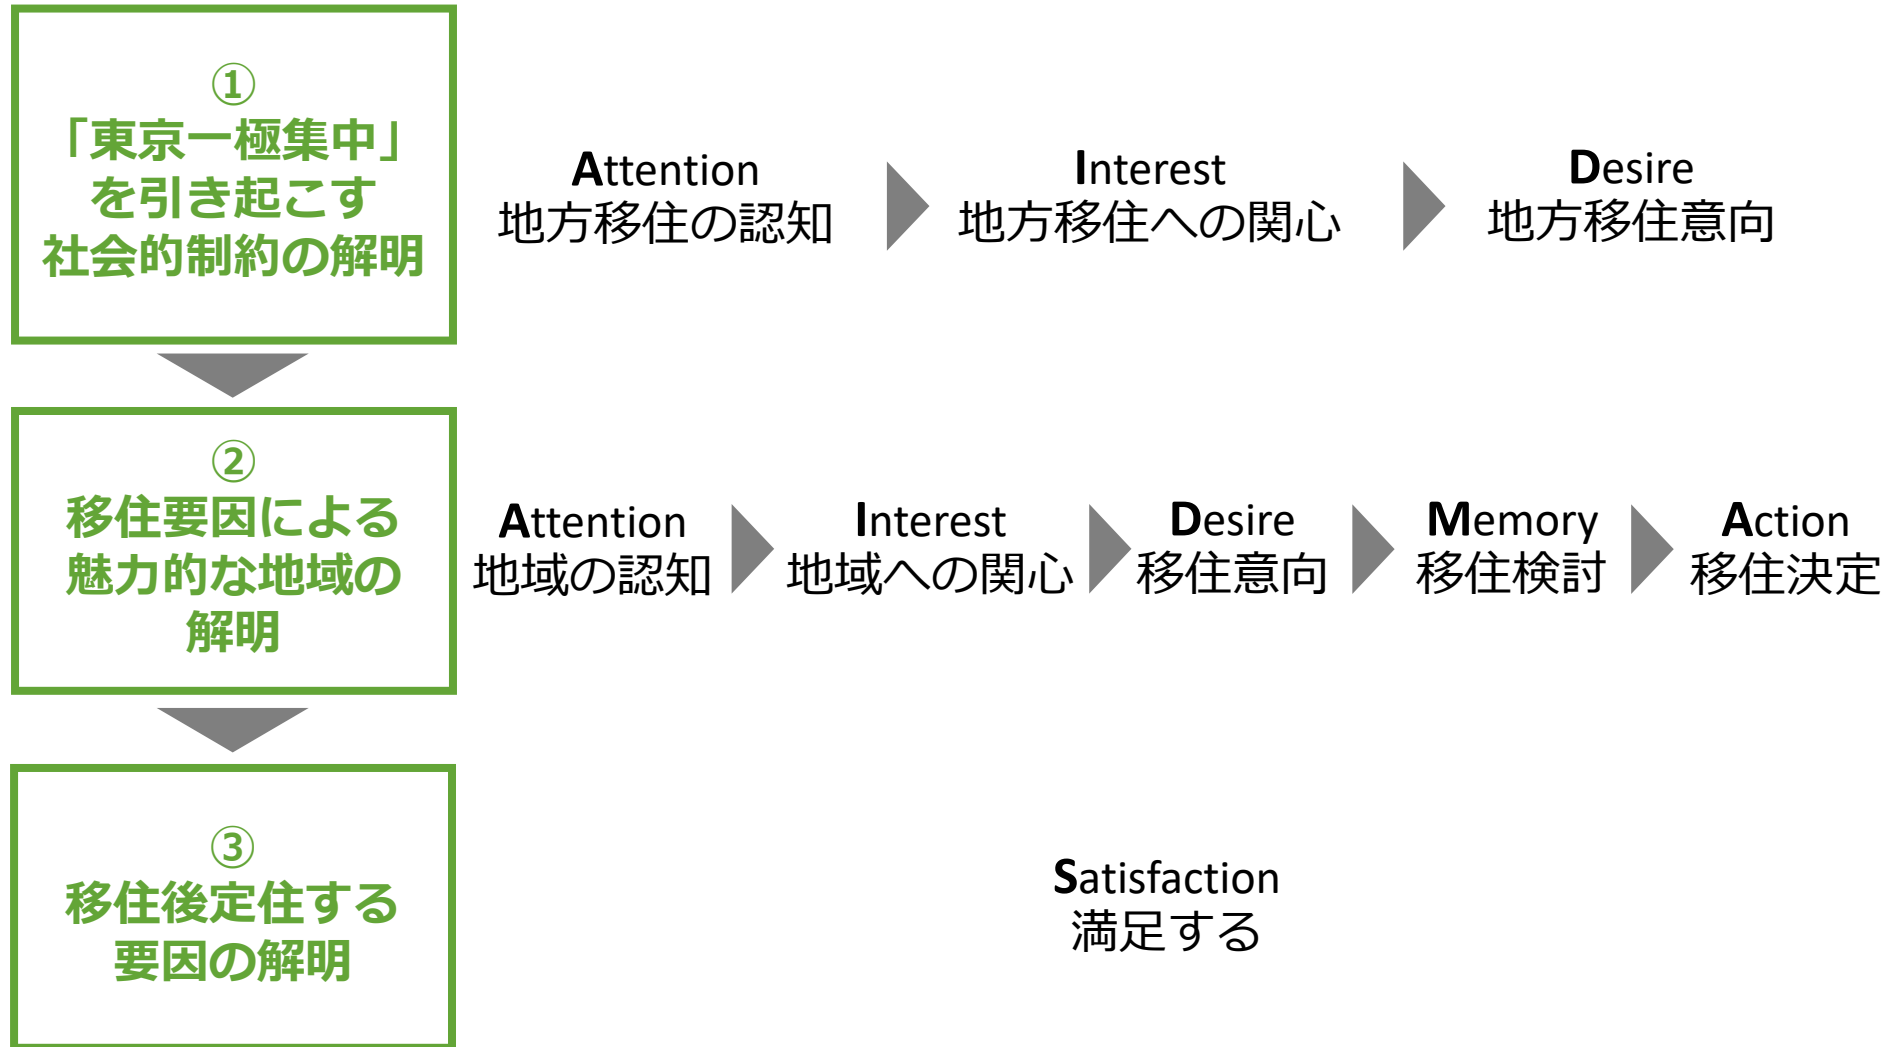 ①
「東京一極集中」
を引き起こす
社会的制約の解明
Attention
地方移住の認知
Interest
地方移住への関心
Desire
地方移住意向
②
移住要因による
魅力的な地域の
解明
Attention
地域の認知
Interest
地域への関心
Desire
移住意向
Memory
移住検討
Action
移住決定
③
移住後定住する
要因の解明
Satisfaction
満足する